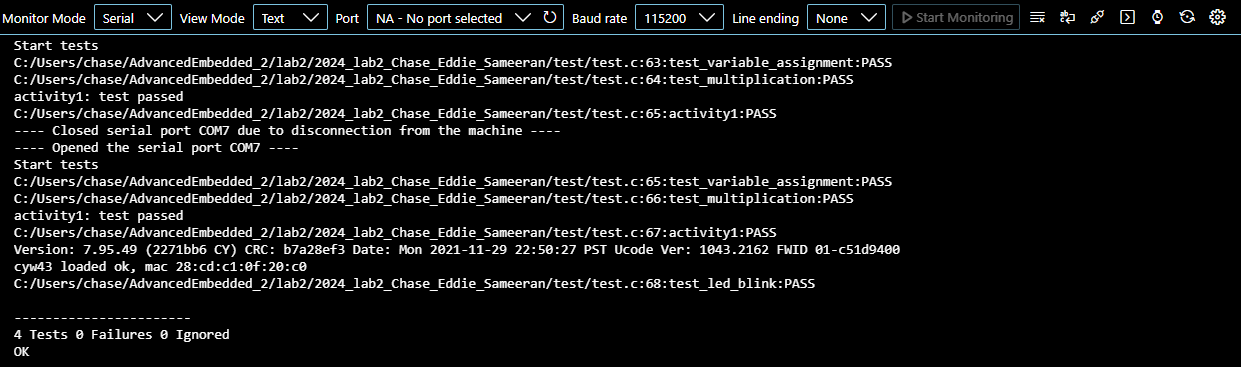 Monitor Mode Serial View Mode Text Port NA - No port selected Baud rate 115200 Line ending None Start Monitoring
Start tests
C:/Users/chase/AdvancedEmbedded_2/lab2/2024_lab2_Chase_Eddie_Sameeran/test/test.c:63:test_variable_assignment:PASS
C:/Users/chase/AdvancedEmbedded_2/lab2/2024_lab2_Chase_Eddie_Sameeran/test/test.c:64:test_multiplication:PASS
activity1: test passed
C:/Users/chase/AdvancedEmbedded_2/lab2/2024_lab2_Chase_Eddie_Sameeran/test/test.c:65:activity1:PASS
---- Closed serial port COM7 due to disconnection from the machine ----
---- Opened the serial port COM7 ----
Start tests
C:/Users/chase/AdvancedEmbedded_2/lab2/2024_lab2_Chase_Eddie_Sameeran/test/test.c:65:test_variable_assignment:PASS
C:/Users/chase/AdvancedEmbedded_2/lab2/2024_lab2_Chase_Eddie_Sameeran/test/test.c:66:test_multiplication:PASS
activity1: test passed
C:/Users/chase/AdvancedEmbedded_2/lab2/2024_lab2_Chase_Eddie_Sameeran/test/test.c:67:activity1:PASS
Version: 7.95.49 (2271bb6 CY) CRC: b7a28ef3 Date: Mon 2021-11-29 22:50:27 PST Ucode Ver: 1043.2162 FWID 01-c51d9400
cyw43 loaded ok, mac 28:cd:c1:0f:20:c0
C:/Users/chase/AdvancedEmbedded_2/lab2/2024_lab2_Chase_Eddie_Sameeran/test/test.c:68:test_led_blink:PASS
-----------------------
4 Tests 0 Failures 0 Ignored
OK